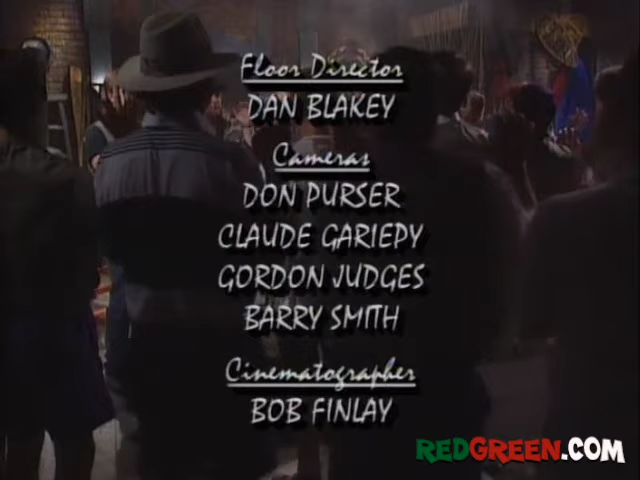 Floor Director
DAN BLAKEY
Cameras
DON PURSER
CLAUDE GARIEPY
GORDON JUDGES
BARRY SMITH
Cinematographer
BOB FINLAY
REDGREEN.COM